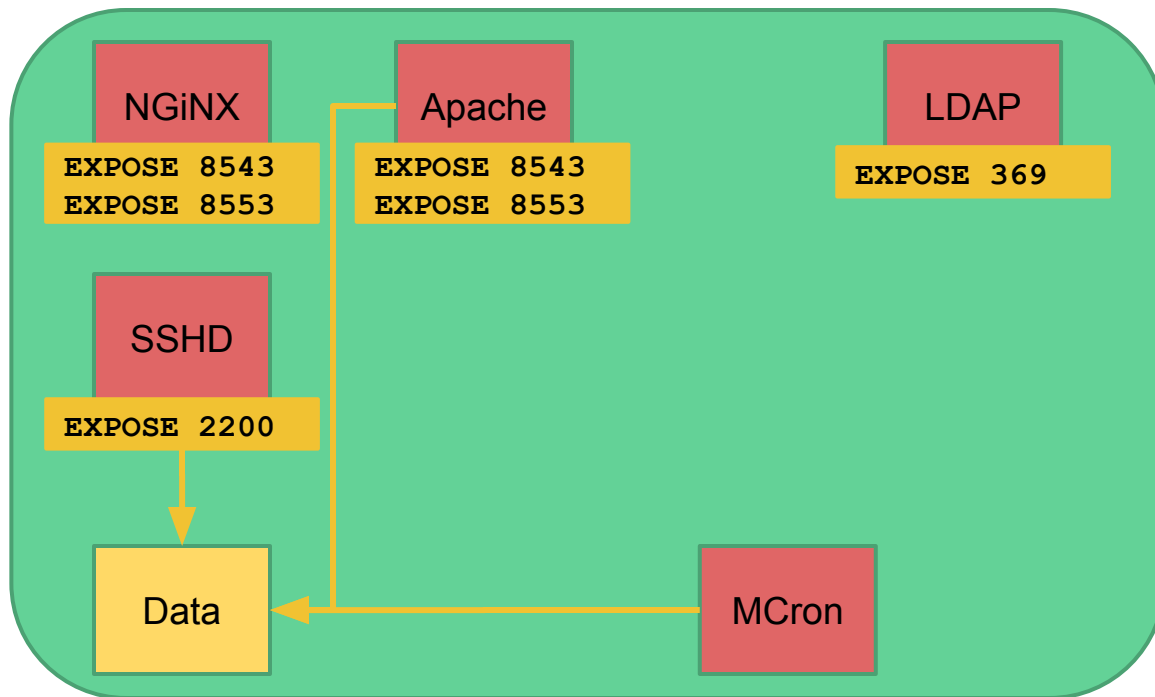 NGiNX
EXPOSE 8543
EXPOSE 8553
Apache
EXPOSE 8543
EXPOSE 8553
LDAP
EXPOSE 369
SSHD
EXPOSE 2200
Data
MCron